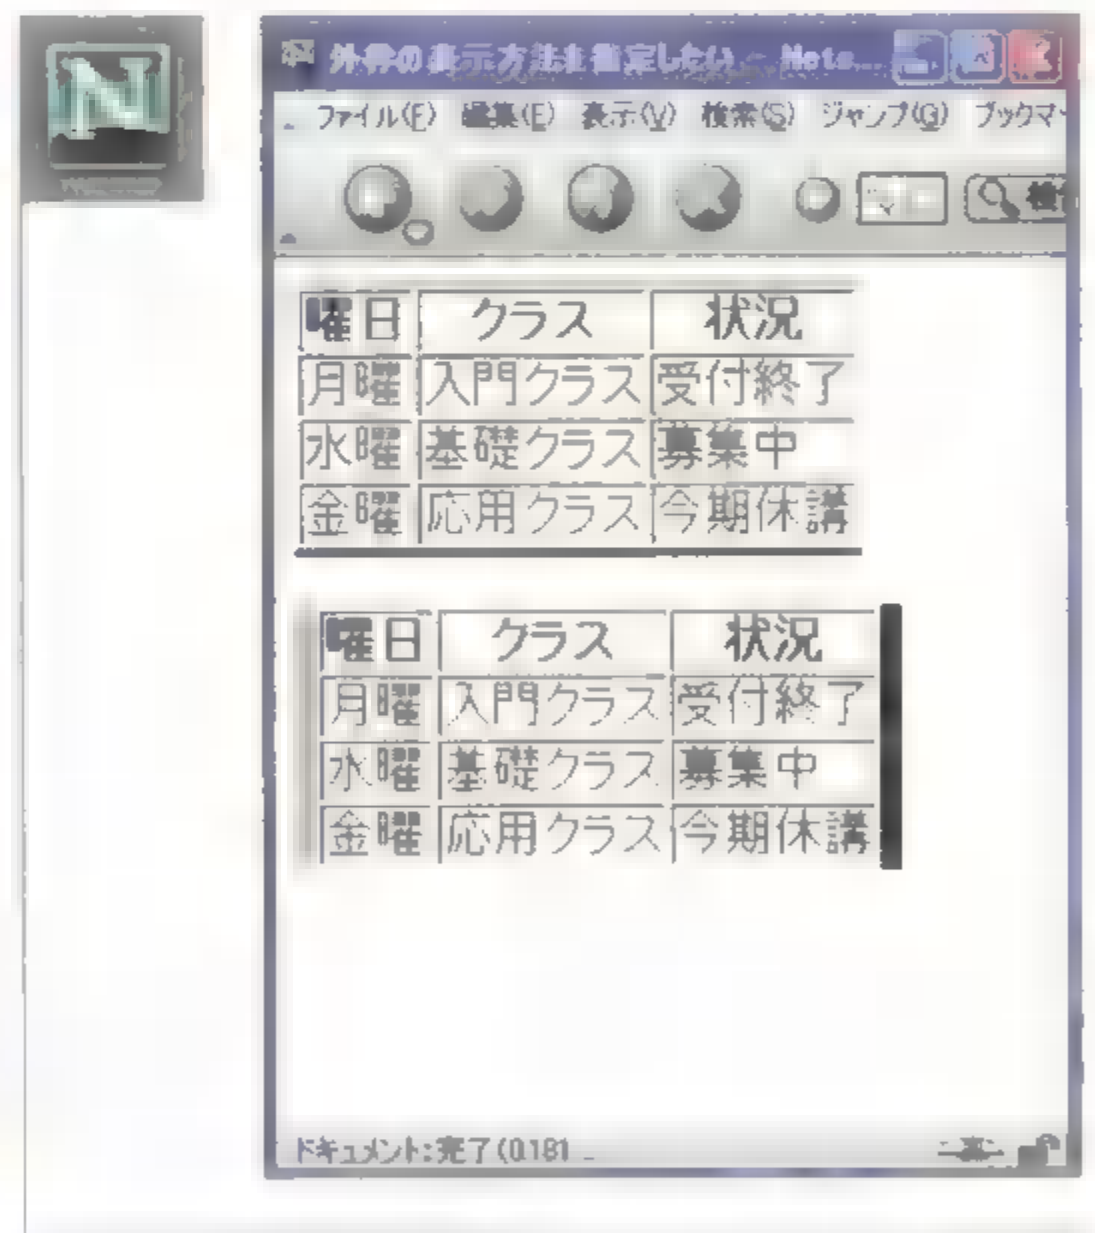 外枠の表示方法を指定したい - Nets...
ファイル(F) 編集(E) 表示(V) 検索(S) ジャンプ(G) ブックマ
検
曜日 クラス 状況
月曜 入門クラス 受付終了
水曜 基礎クラス 募集中
金曜 応用クラス 今期休講
曜日 クラス 状況
月曜 入門クラス 受付終了
水曜 基礎クラス 募集中
金曜 応用クラス 今期休講
ドキュメント:完了(0.181